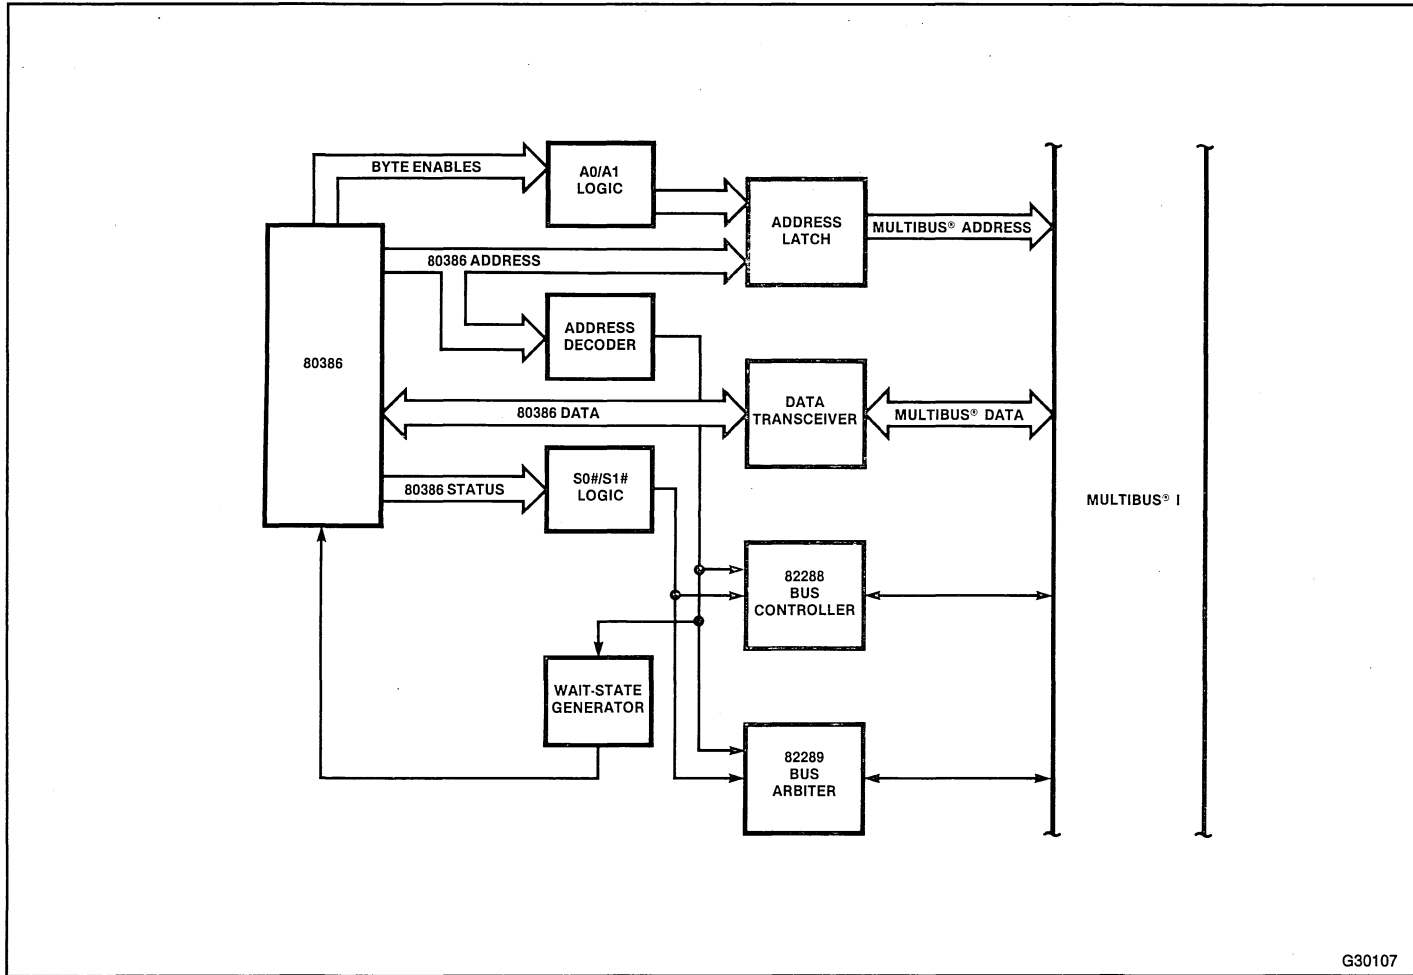 BYTE ENABLES
A0/A1
LOGIC
ADDRESS
LATCH
MULTIBUS® ADDRESS
80386 ADDRESS
ADDRESS
DECODER
80386
DATA
TRANSCEIVER
80386 DATA
MULTIBUS® DATA
80386 STATUS
S0#/S1#
LOGIC
MULTIBUS® I
82288
BUS
CONTROLLER
WAIT-STATE
GENERATOR
82289
BUS
ARBITER
G30107